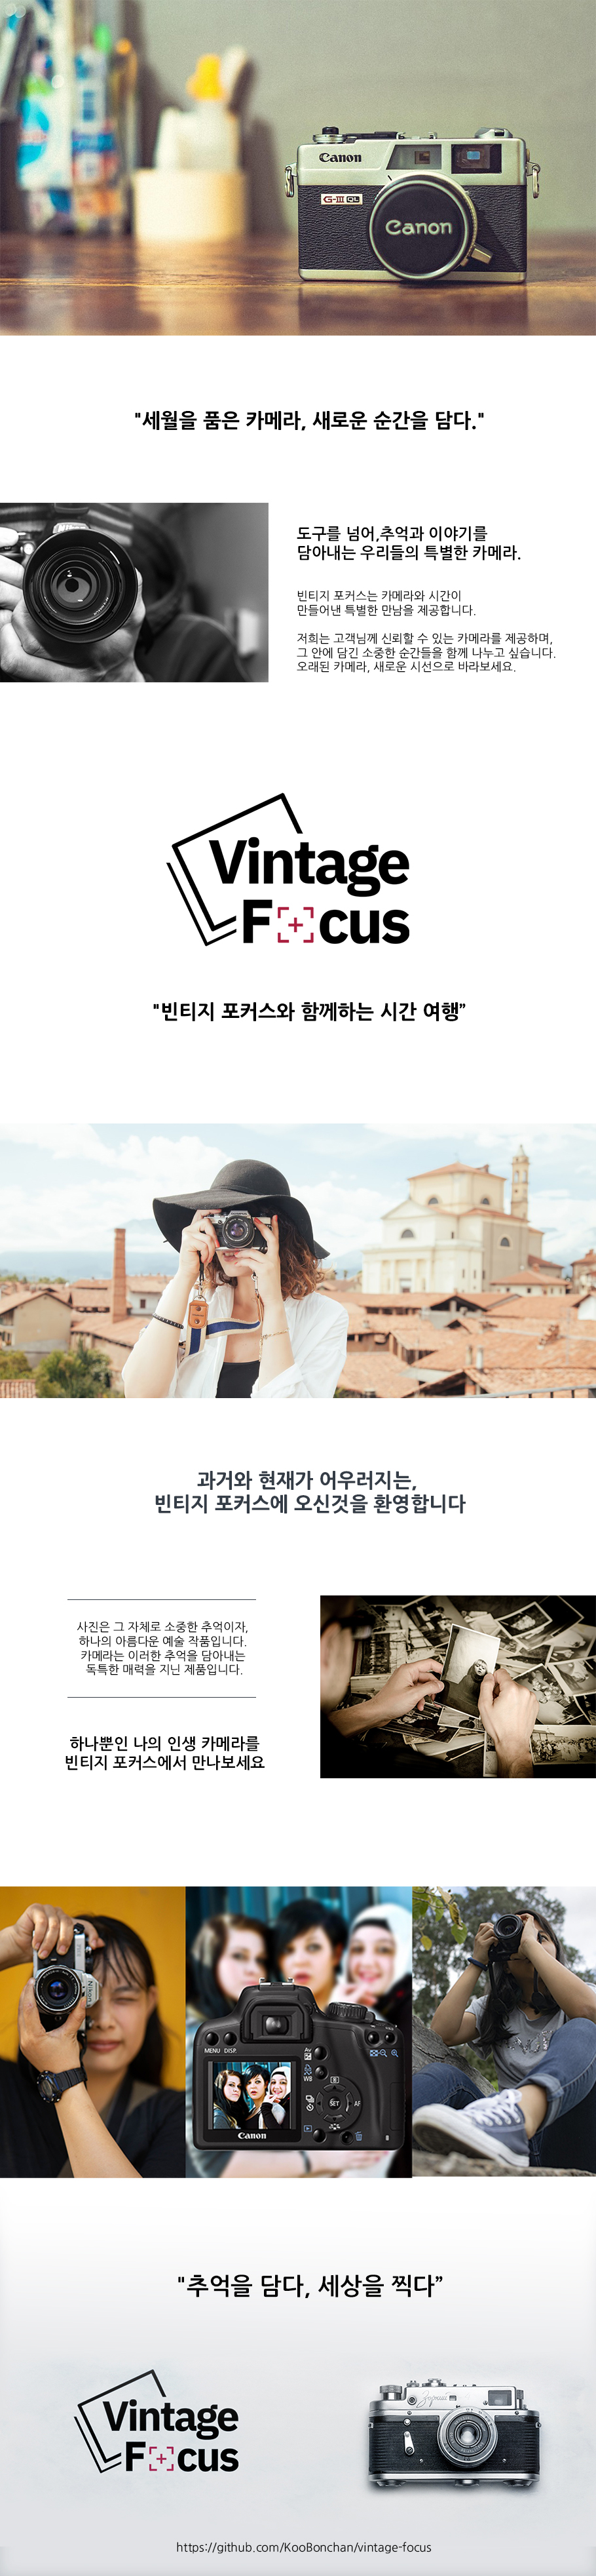 Canon
G-III QL
Canon
"세월을 품은 카메라, 새로운 순간을 담다."
도구를 넘어,추억과 이야기를
담아내는 우리들의 특별한 카메라.
빈티지 포커스는 카메라와 시간이
만들어낸 특별한 만남을 제공합니다.
저희는 고객님께 신뢰할 수 있는 카메라를 제공하며,
그 안에 담긴 소중한 순간들을 함께 나누고 싶습니다.
오래된 카메라, 새로운 시선으로 바라보세요.
Vintage
Focus
"빈티지 포커스와 함께하는 시간 여행”
과거와 현재가 어우러지는,
빈티지 포커스에 오신것을 환영합니다
사진은 그 자체로 소중한 추억이자,
하나의 아름다운 예술 작품입니다.
카메라는 이러한 추억을 담아내는
독특한 매력을 지닌 제품입니다.
하나뿐인 나의 인생 카메라를
빈티지 포커스에서 만나보세요
Nikon
MENU DISP.
Av
WB
SET
AF
Canon
"추억을 담다, 세상을 찍다”
Vintage
Focus
https://github.com/KooBonchan/vintage-focus